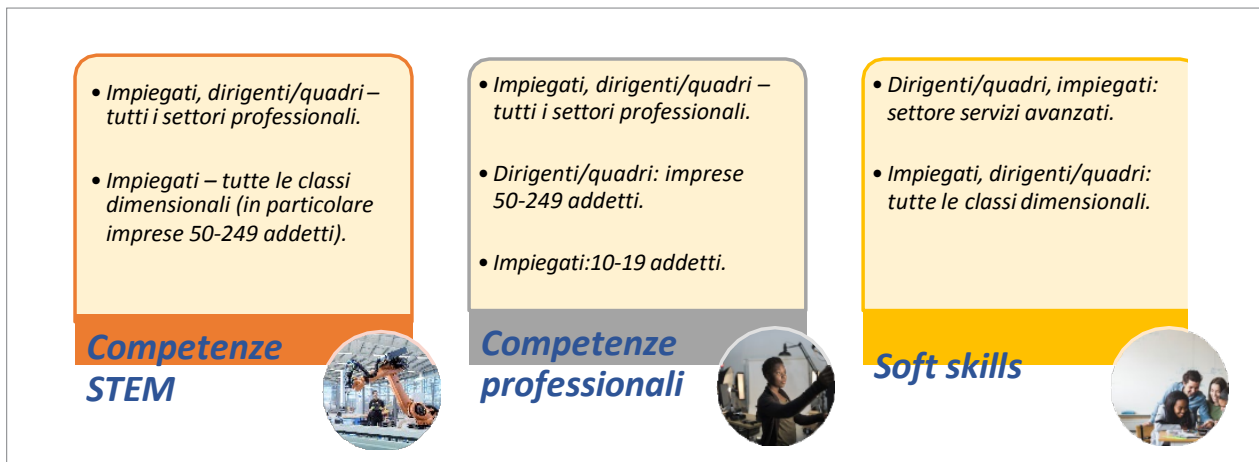 • Impiegati, dirigenti/quadri –
tutti i settori professionali.
• Impiegati – tutte le classi
dimensionali (in particolare
imprese 50-249 addetti).
Competenze
STEM
• Impiegati, dirigenti/quadri –
tutti i settori professionali.
• Dirigenti/quadri: imprese
50-249 addetti.
• Impiegati:10-19 addetti.
Competenze
professionali
• Dirigenti/quadri, impiegati:
settore servizi avanzati.
• Impiegati, dirigenti/quadri:
tutte le classi dimensionali.
Soft skills